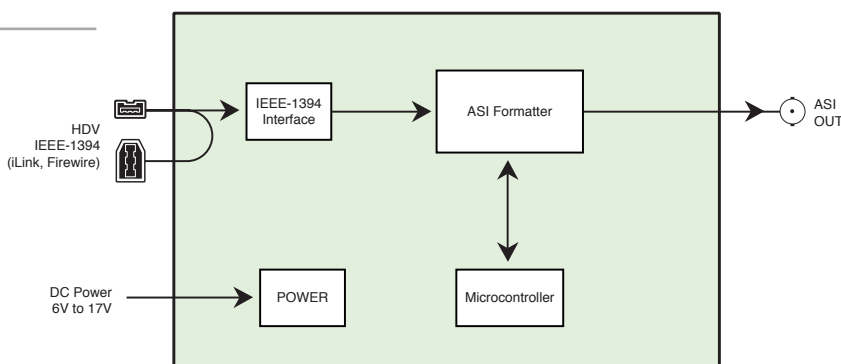 HDV
IEEE-1394
(iLink, Firewire)
IEEE-1394
Interface
ASI Formatter
ASI
OUT
DC Power
6V to 17V
POWER
Microcontroller